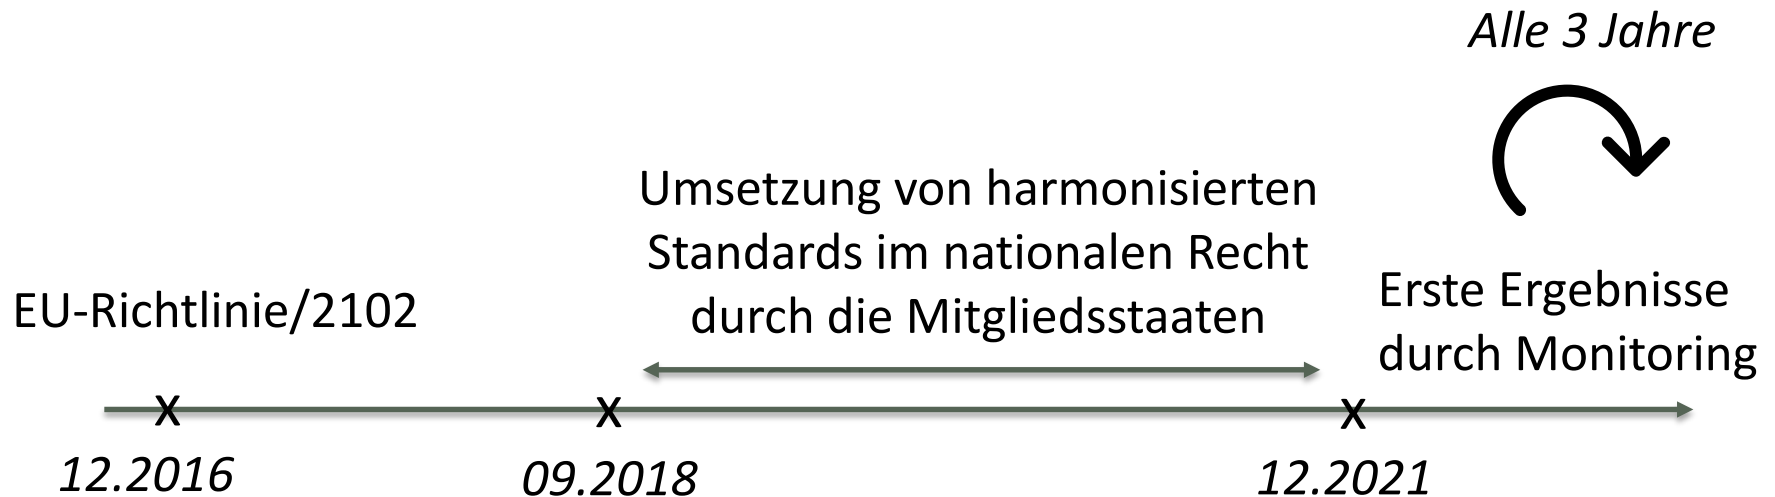 Alle 3 Jahre
Umsetzung von harmonisierten
Standards im nationalen Recht
durch die Mitgliedsstaaten
EU-Richtlinie/2102
Erste Ergebnisse
durch Monitoring
x x x
12.2016 09.2018 12.2021